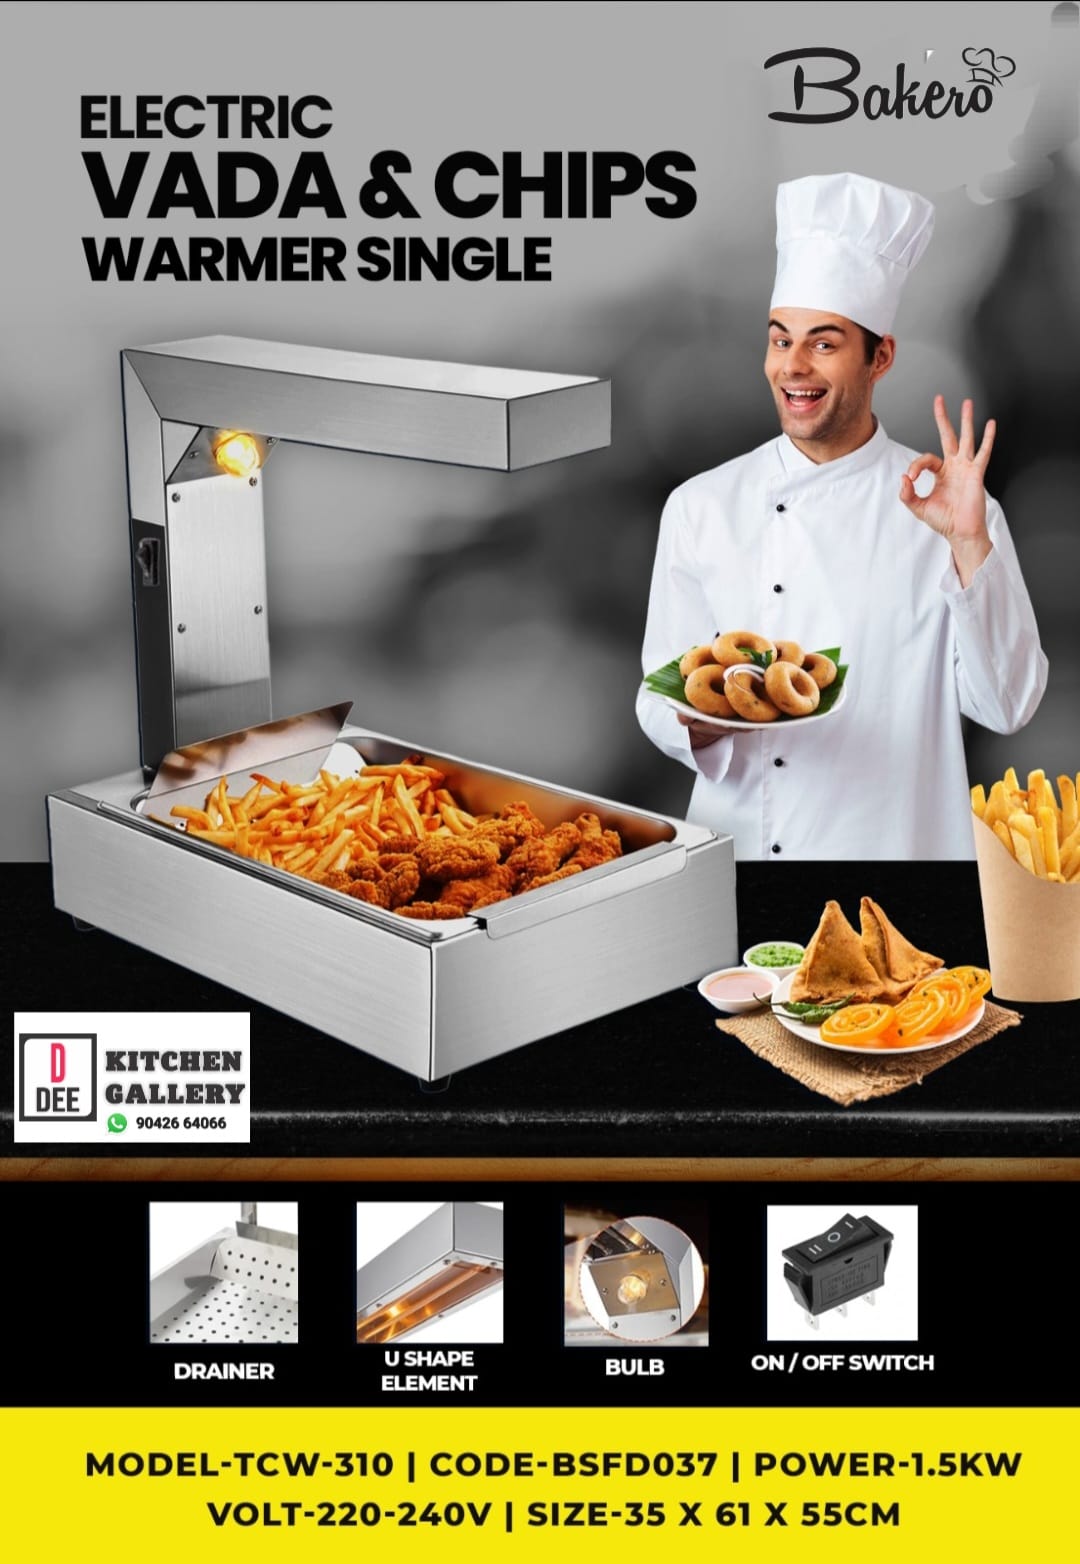 Bakero
ELECTRIC
VADA & CHIPS
WARMER SINGLE
D
DEE
KITCHEN
GALLERY
90426 64066
DRAINER
U SHAPE
ELEMENT
BULB
ON / OFF SWITCH
MODEL-TCW-310 | CODE-BSFD037 | POWER-1.5KW
VOLT-220-240V | SIZE-35 X 61 X 55CM